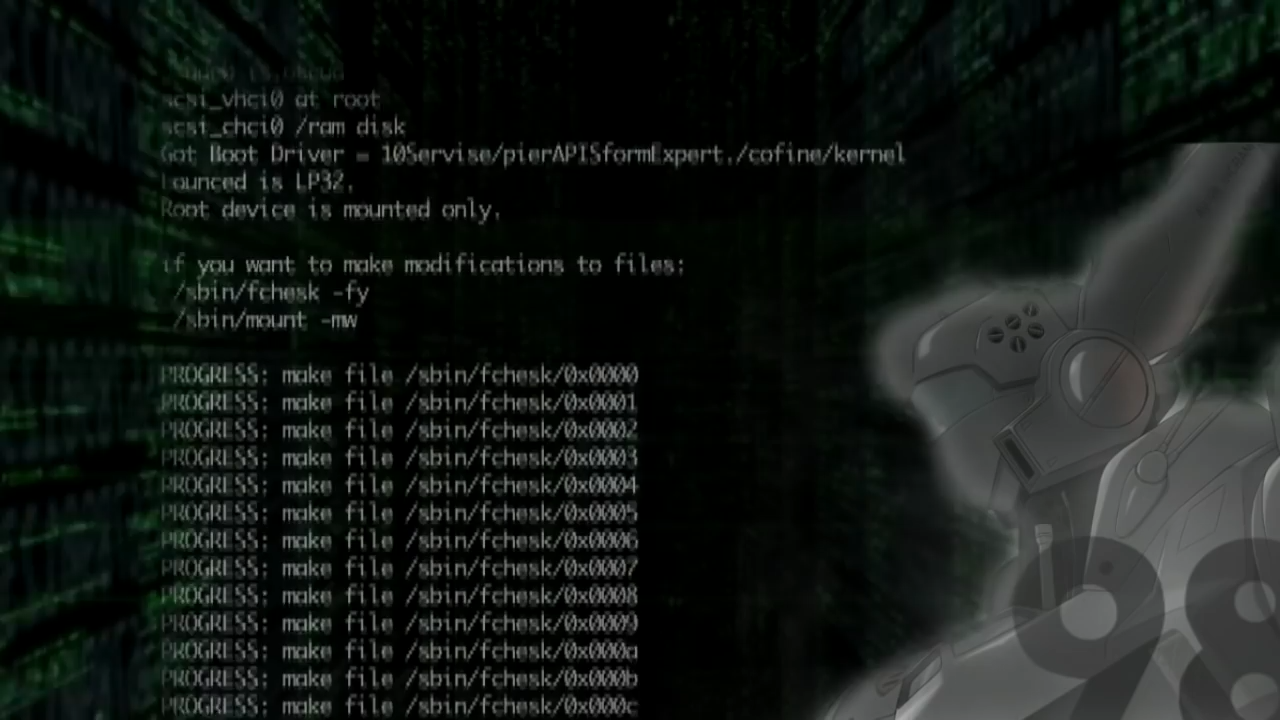 scsi_vhci0 at root
scsi_chci0 /ram disk
Got Boot Driver = 10Servise/pierAPISformExpert./cofine/kernel
Lounced is LP32.
Root device is mounted only.
if you want to make modifications to files:
/sbin/fchesk -fy
/sbin/mount -mw
PROGRESS: make file /sbin/fchesk/0x0000
PROGRESS: make file /sbin/fchesk/0x0001
PROGRESS: make file /sbin/fchesk/0x0002
PROGRESS: make file /sbin/fchesk/0x0003
PROGRESS: make file /sbin/fchesk/0x0004
PROGRESS: make file /sbin/fchesk/0x0005
PROGRESS: make file /sbin/fchesk/0x0006
PROGRESS: make file /sbin/fchesk/0x0007
PROGRESS: make file /sbin/fchesk/0x0008
PROGRESS: make file /sbin/fchesk/0x0009
PROGRESS: make file /sbin/fchesk/0x000a
PROGRESS: make file /sbin/fchesk/0x000b
PROGRESS: make file /sbin/fchesk/0x000c
98